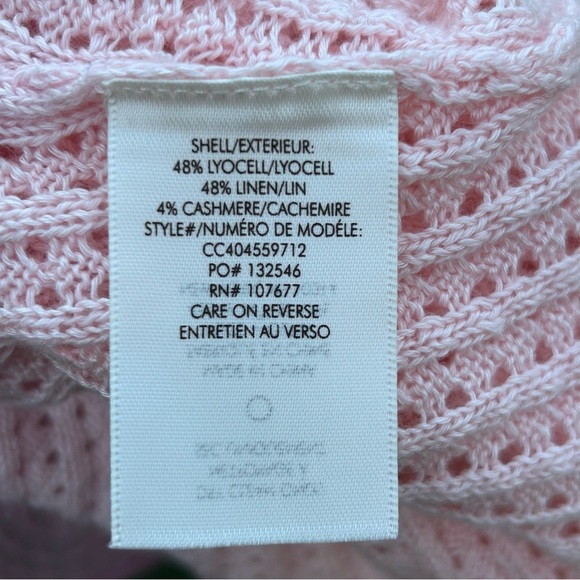 SHELL/EXTERIEUR:
48% LYOCELL/LYOCELL
48% LINEN/LIN
4% CASHMERE/CACHEMIRE
STYLE#/NUMÉRO DE MODÉLE:
CC404559712
PO# 132546
RN# 107677
CARE ON REVERSE
ENTRETIEN AU VERSO